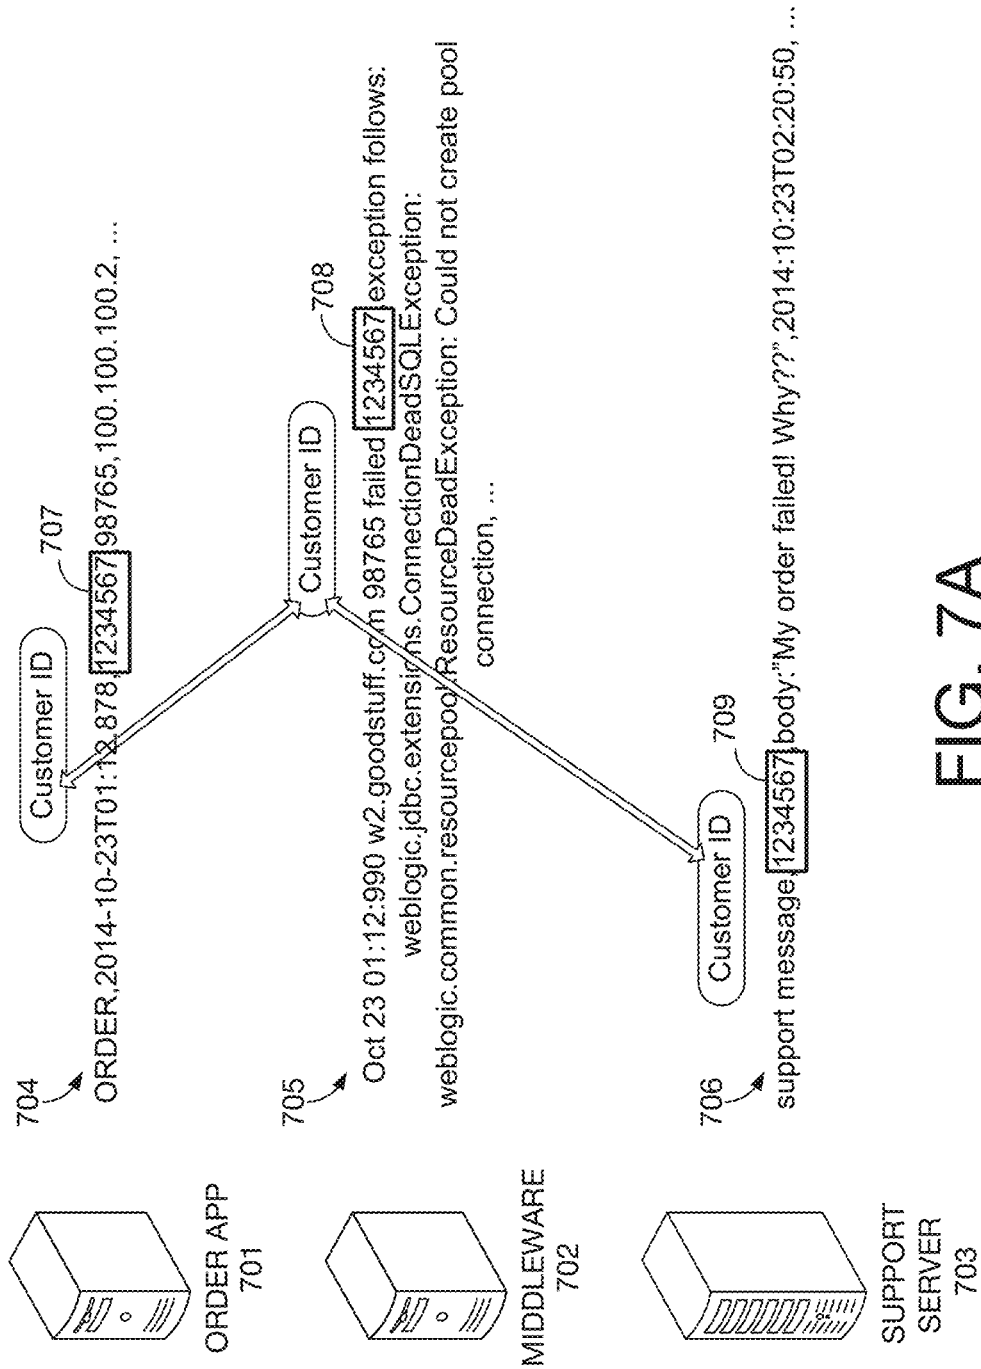 ORDER APP
701
704
Customer ID
707
ORDER,2014-10-23T01:12.878,1234567,98765,100.100.100.2, ...
MIDDLEWARE
702
705
Customer ID
708
Oct 23 01:12:990 w2.goodstuff.com 98765 failed 1234567 exception follows:
weblogic.jdbc.extensions.ConnectionDeadSQLException:
weblogic.common.resourcepool.ResourceDeadException: Could not create pool
connection, ...
SUPPORT
SERVER
703
706
Customer ID
709
support message,1234567,body:"My order failed! Why??",2014:10:23T02:20:50, ...
FIG. 7A